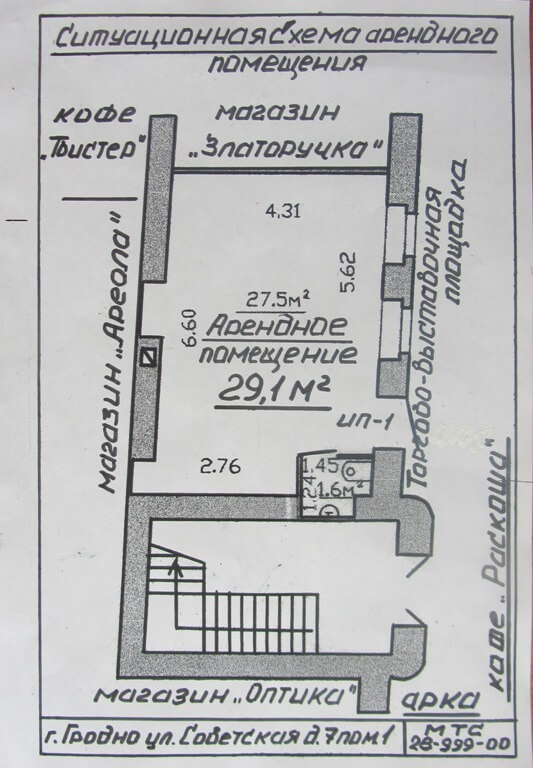 Ситуационная схема арендного
помещения
кофе
"Твистер"
магазин
"Златоручка"
магазин "Ареола"
Торгово-выставочная
площадка
4.31
5.62
6.60
27.5м²
Арендное
помещение
29,1 м²
ип-1
2.76
1.45
1.24
1.6м²
кафе "Раскоша"
магазин "Оптика"
арка
г. Гродно ул. Советская д.7 пом1
МТС
28-999-00